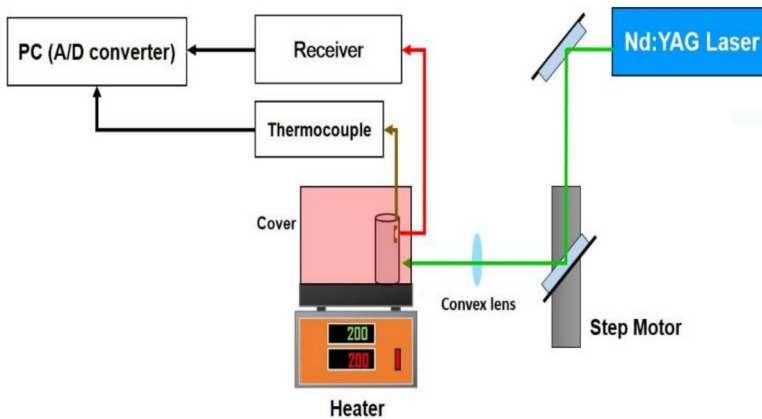 PC (A/D converter)
Receiver
Nd:YAG Laser
Thermocouple
Cover
Convex lens
Step Motor
200
200
Heater